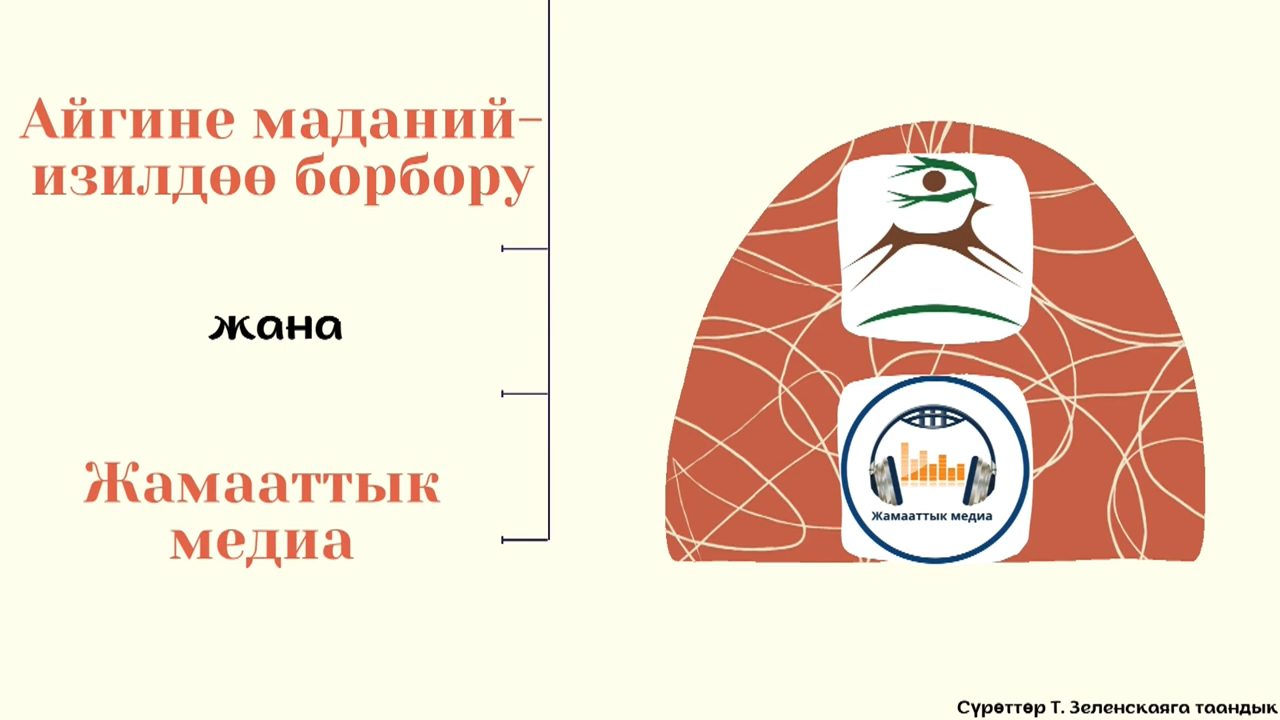 Айгине маданий-
изилдөө борбору
жана
Жамааттык
медиа
Жамааттык медиа
Сүрөттөр Т. Зеленскаяга таандык